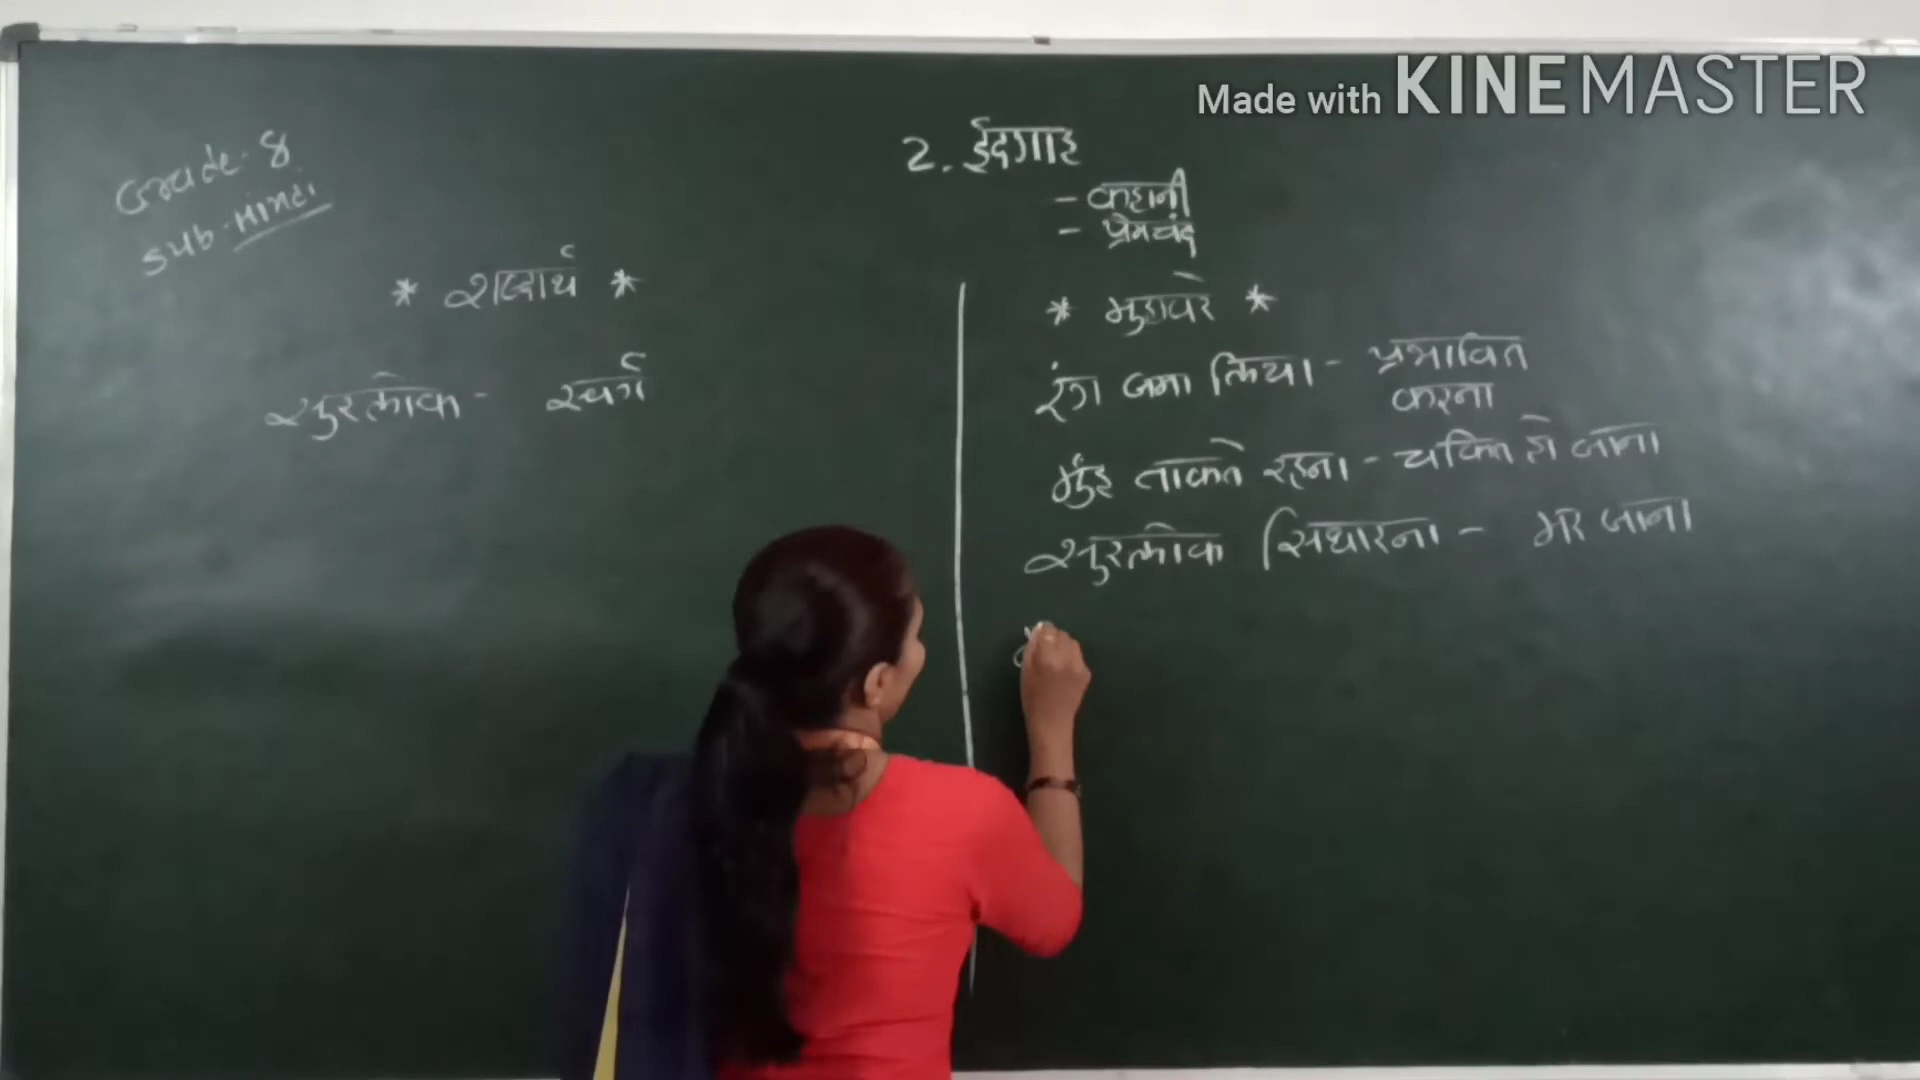 Made with KINEMASTER
Grade-8
Sub-Hindi
2. ईदगाह
- कहानी
- प्रेमचंद
* शब्दार्थ *
सुरलोक - स्वर्ग
* मुहावरे *
रंग जमा लिया - प्रभावित
करना
मुंह ताकते रहना - चकित हो जाना
सुरलोक सिधारना - मर जाना